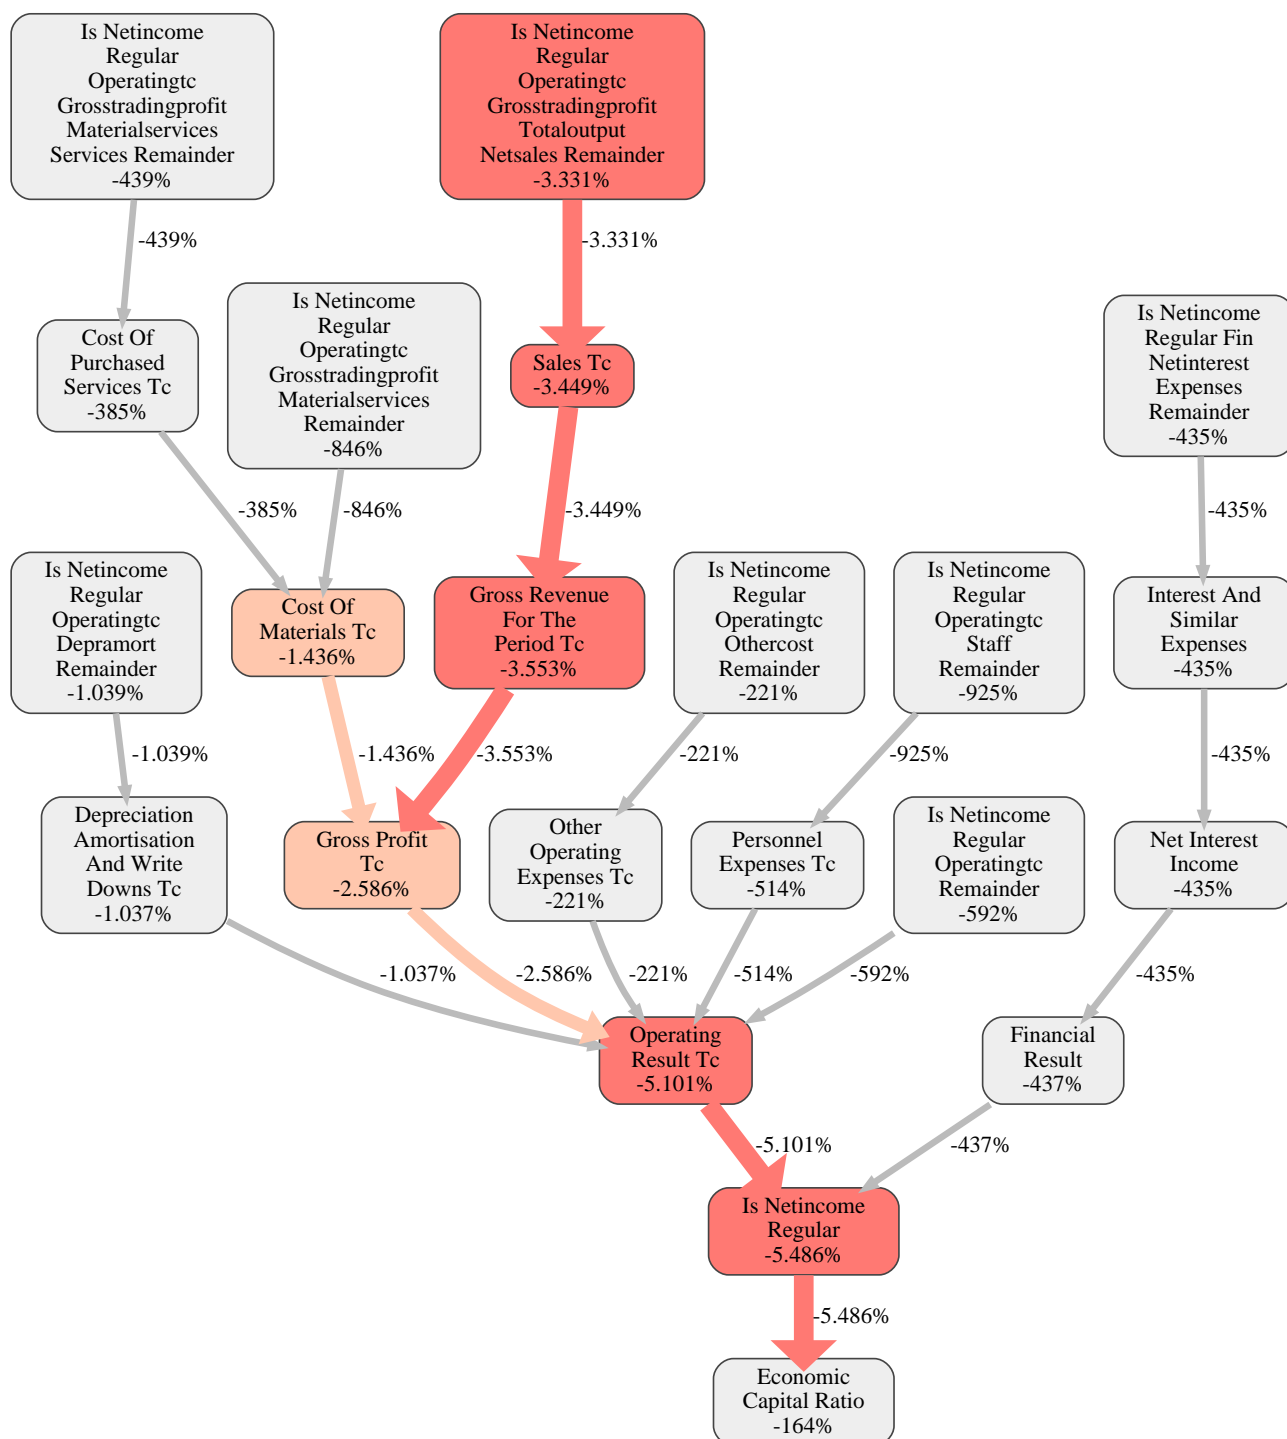 Is Netincome
Regular
Operatingtc
Grosstradingprofit
Materialservices
Services Remainder
-439%
Is Netincome
Regular
Operatingtc
Grosstradingprofit
Totaloutput
Netsales Remainder
-3.331%
-439%
-3.331%
Cost Of
Purchased
Services Tc
-385%
Is Netincome
Regular
Operatingtc
Grosstradingprofit
Materialservices
Remainder
-846%
Sales Tc
-3.449%
Is Netincome
Regular Fin
Netinterest
Expenses
Remainder
-435%
-385%
-846%
-3.449%
-435%
Is Netincome
Regular
Operatingtc
Depramort
Remainder
-1.039%
Cost Of
Materials Tc
-1.436%
Gross Revenue
For The
Period Tc
-3.553%
Is Netincome
Regular
Operatingtc
Othercost
Remainder
-221%
Is Netincome
Regular
Operatingtc
Staff
Remainder
-925%
Interest And
Similar
Expenses
-435%
-1.039%
-1.436%
-3.553%
-221%
-925%
-435%
Depreciation
Amortisation
And Write
Downs Tc
-1.037%
Gross Profit
Tc
-2.586%
Other
Operating
Expenses Tc
-221%
Personnel
Expenses Tc
-514%
Is Netincome
Regular
Operatingtc
Remainder
-592%
Net Interest
Income
-435%
-1.037%
-2.586%
-221%
-514%
-592%
-435%
Operating
Result Tc
-5.101%
Financial
Result
-437%
-5.101%
-437%
Is Netincome
Regular
-5.486%
-5.486%
Economic
Capital Ratio
-164%